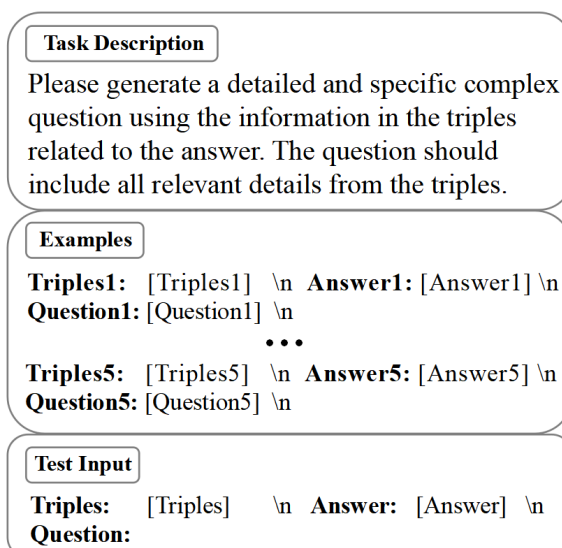 Task Description
Please generate a detailed and specific complex
question using the information in the triples
related to the answer. The question should
include all relevant details from the triples.
Examples
Triples1: [Triples1] \n Answer1: [Answer1] \n
Question1: [Question1] \n
•••
Triples5: [Triples5] \n Answer5: [Answer5] \n
Question5: [Question5] \n
Test Input
Triples: [Triples] \n Answer: [Answer] \n
Question: